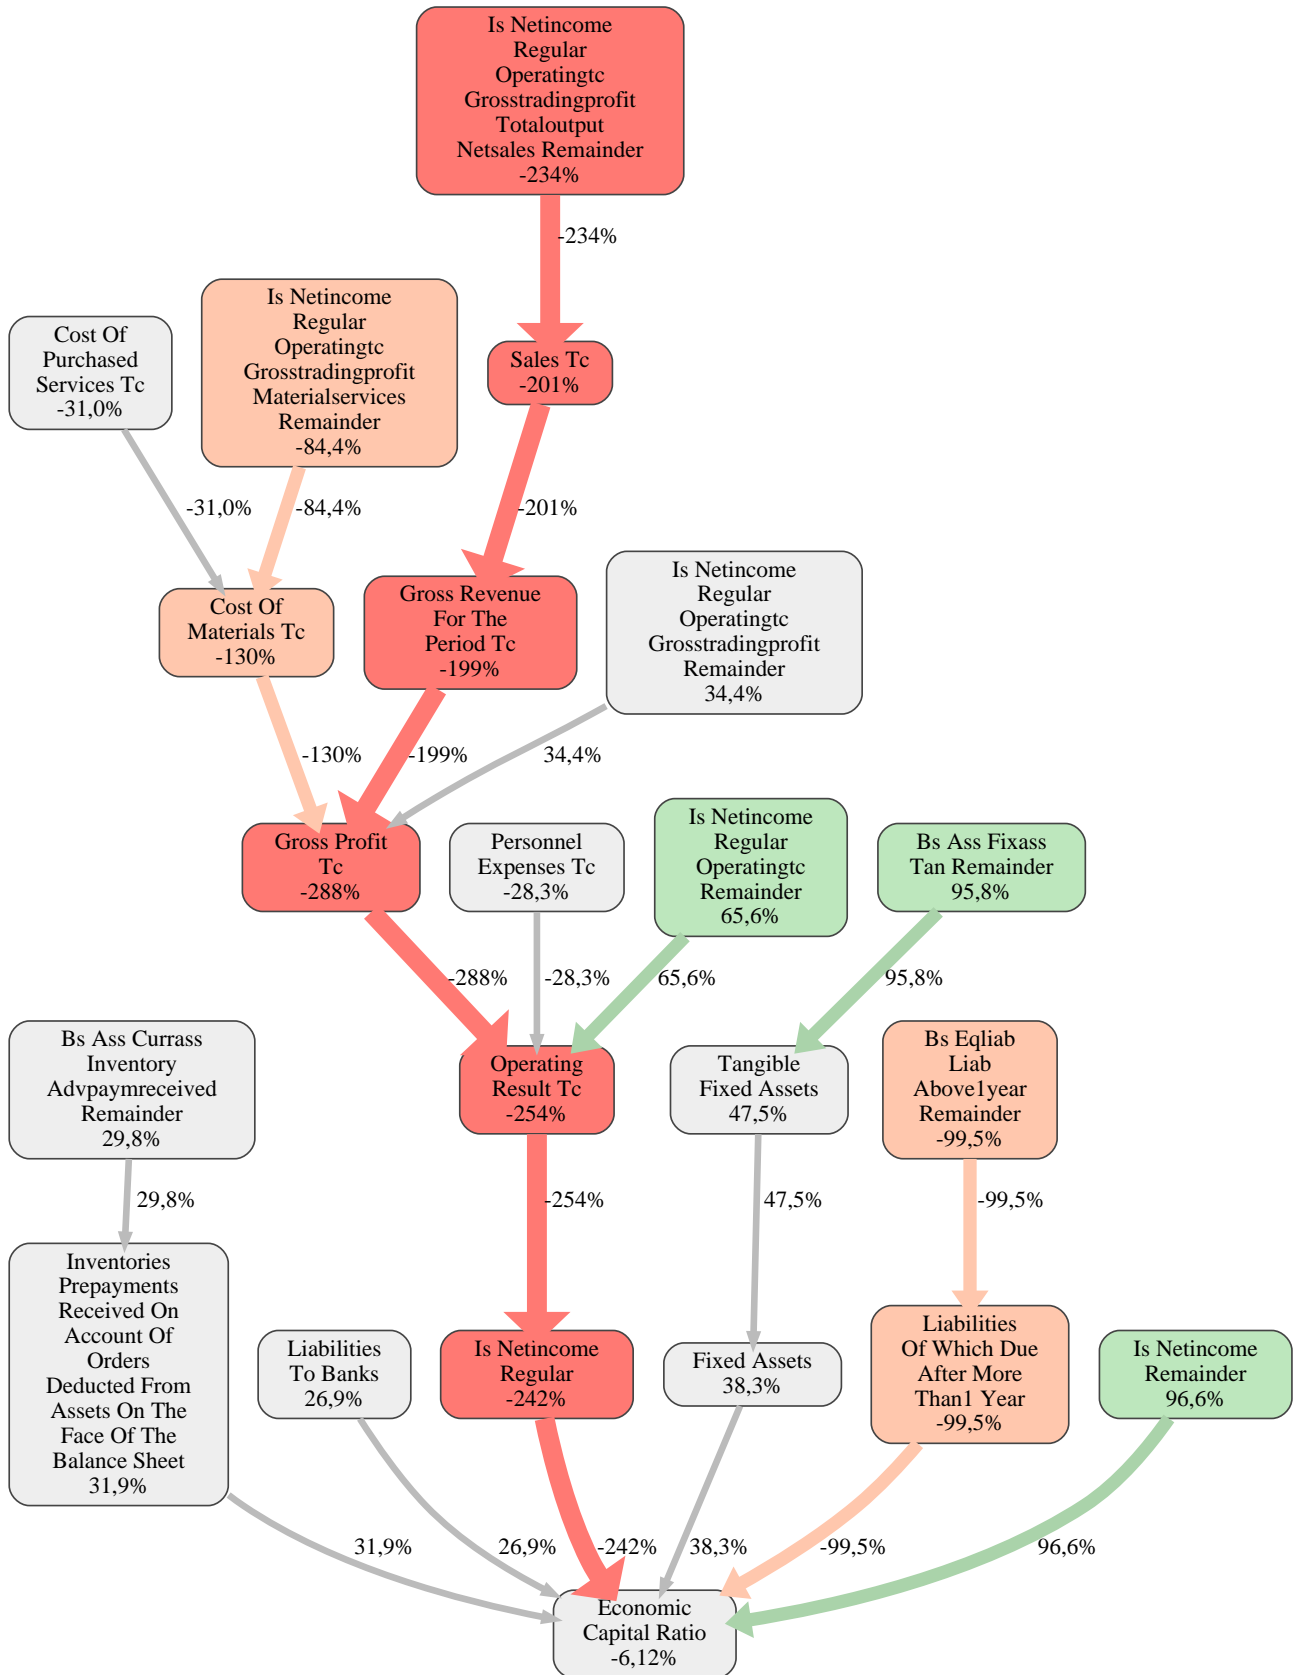 Is Netincome
Regular
Operatingtc
Grosstradingprofit
Totaloutput
Netsales Remainder
-234%
-234%
Cost Of
Purchased
Services Tc
-31,0%
Is Netincome
Regular
Operatingtc
Grosstradingprofit
Materialservices
Remainder
-84,4%
Sales Tc
-201%
-31,0%
-84,4%
-201%
Cost Of
Materials Tc
-130%
Gross Revenue
For The
Period Tc
-199%
Is Netincome
Regular
Operatingtc
Grosstradingprofit
Remainder
34,4%
-130%
-199%
34,4%
Gross Profit
Tc
-288%
Personnel
Expenses Tc
-28,3%
Is Netincome
Regular
Operatingtc
Remainder
65,6%
Bs Ass Fixass
Tan Remainder
95,8%
-288%
-28,3%
65,6%
95,8%
Bs Ass Currass
Inventory
Advpaymreceived
Remainder
29,8%
Operating
Result Tc
-254%
Tangible
Fixed Assets
47,5%
Bs Eqliab
Liab
Above1year
Remainder
-99,5%
29,8%
-254%
47,5%
-99,5%
Inventories
Prepayments
Received On
Account Of
Orders
Deducted From
Assets On The
Face Of The
Balance Sheet
31,9%
Liabilities
To Banks
26,9%
Is Netincome
Regular
-242%
Fixed Assets
38,3%
Liabilities
Of Which Due
After More
Than1 Year
-99,5%
Is Netincome
Remainder
96,6%
31,9%
26,9%
-242%
38,3%
-99,5%
96,6%
Economic
Capital Ratio
-6,12%